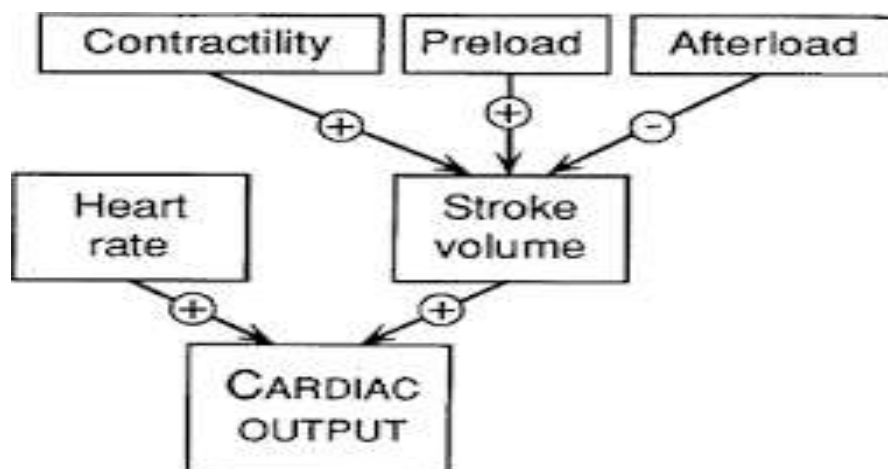 Contractility
Preload
Afterload
+
+
-
Heart
rate
Stroke
volume
+
+
CARDIAC
OUTPUT